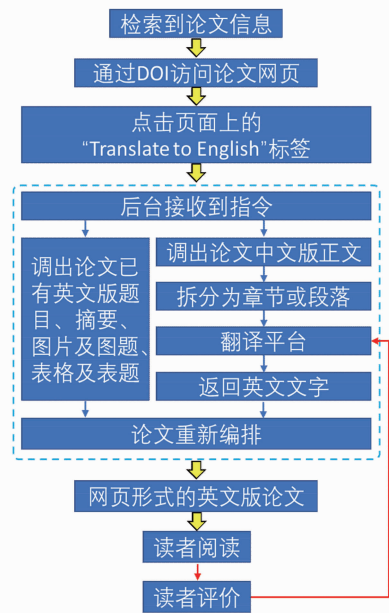 检索到论文信息
通过DOI访问论文网页
点击页面上的
“Translate to English”标签
后台接收到指令
调出论文已
有英文版题
目、摘要、
图片及图题、
表格及表题
调出论文中文版正文
拆分为章节或段落
翻译平台
返回英文文字
论文重新编排
网页形式的英文版论文
读者阅读
读者评价